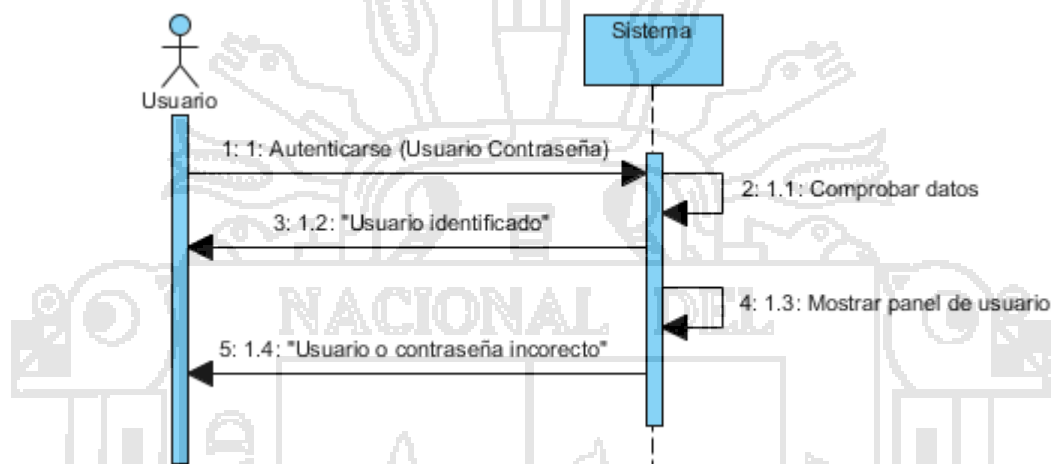 Sistema
Usuario
1: 1: Autenticarse (Usuario Contraseña)
2: 1.1: Comprobar datos
3: 1.2: "Usuario identificado"
NACIONAL DEL
4: 1.3: Mostrar panel de usuario
5: 1.4: "Usuario o contraseña incorecto"